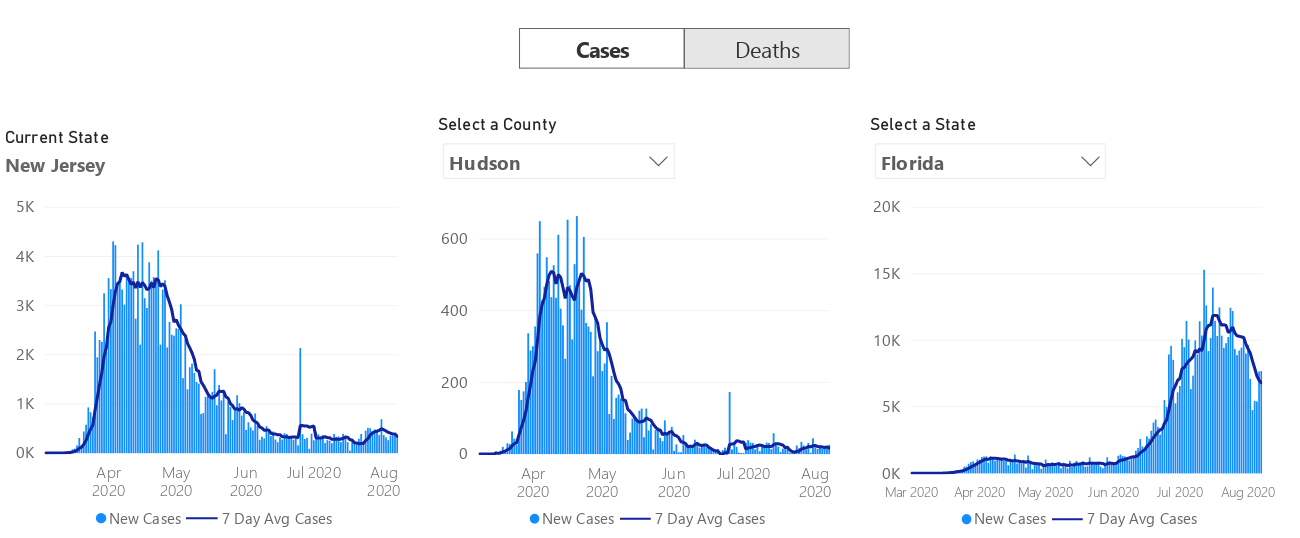 Cases
Deaths
Current State
New Jersey
Select a County
Hudson
Select a State
Florida
5K
4K
3K
2K
1K
0K
Apr 2020
May 2020
Jun 2020
Jul 2020
Aug 2020
New Cases
7 Day Avg Cases
600
400
200
0
Apr 2020
May 2020
Jun 2020
Jul 2020
Aug 2020
New Cases
7 Day Avg Cases
20K
15K
10K
5K
0K
Mar 2020
Apr 2020
May 2020
Jun 2020
Jul 2020
Aug 2020
New Cases
7 Day Avg Cases